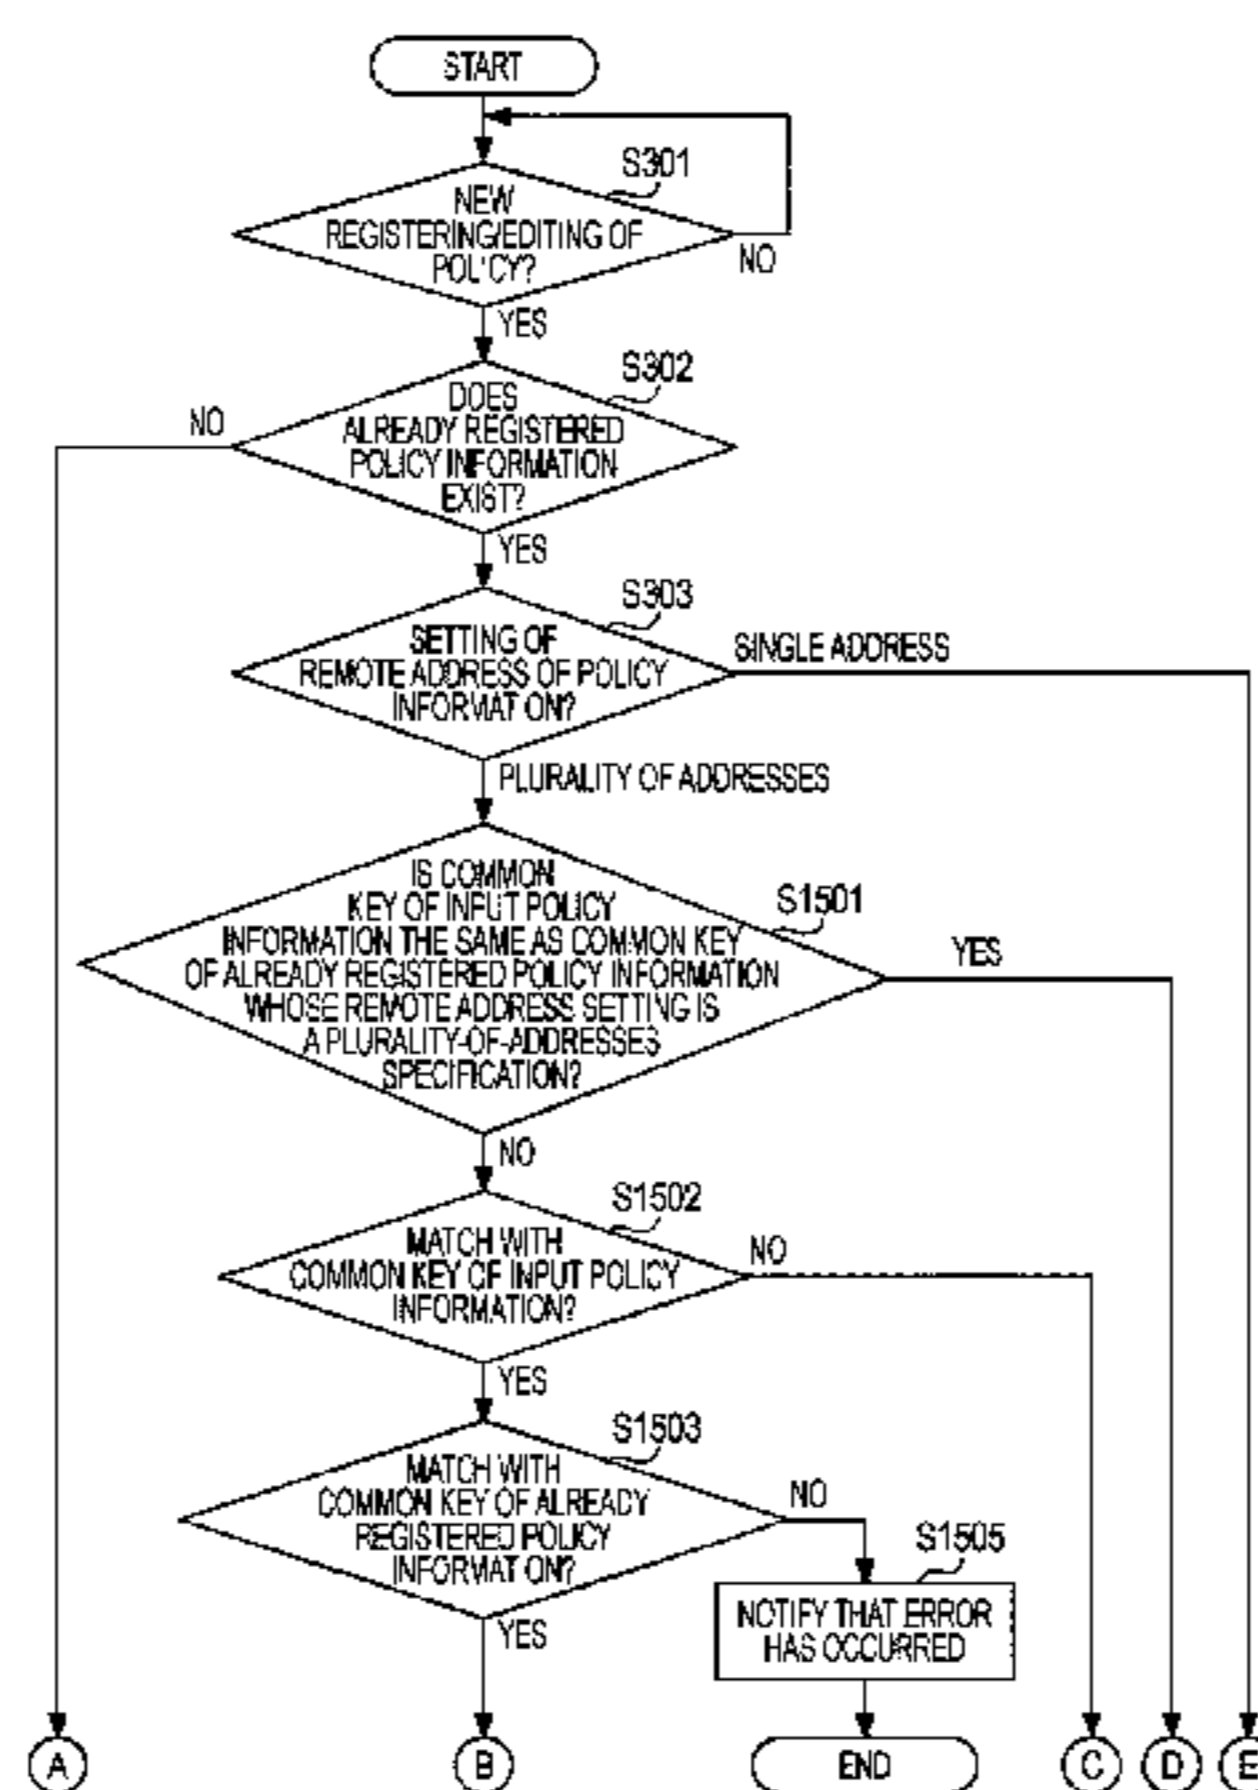 START
S301
NEW
REGISTERING/EDITING OF
POLICY?
NO
YES
S302
DOES
ALREADY REGISTERED
POLICY INFORMATION
EXIST?
NO
YES
S303
SETTING OF
REMOTE ADDRESS OF POLICY
INFORMATION?
SINGLE ADDRESS
PLURALITY OF ADDRESSES
S1501
IS COMMON
KEY OF INPUT POLICY
INFORMATION THE SAME AS COMMON KEY
OF ALREADY REGISTERED POLICY INFORMATION
WHOSE REMOTE ADDRESS SETTING IS
A PLURALITY-OF-ADDRESSES
SPECIFICATION?
YES
NO
S1502
MATCH WITH
COMMON KEY OF INPUT POLICY
INFORMATION?
NO
YES
S1503
MATCH WITH
COMMON KEY OF ALREADY
REGISTERED POLICY
INFORMATION?
NO
YES
S1505
NOTIFY THAT ERROR
HAS OCCURRED
A
B
END
C
D
E